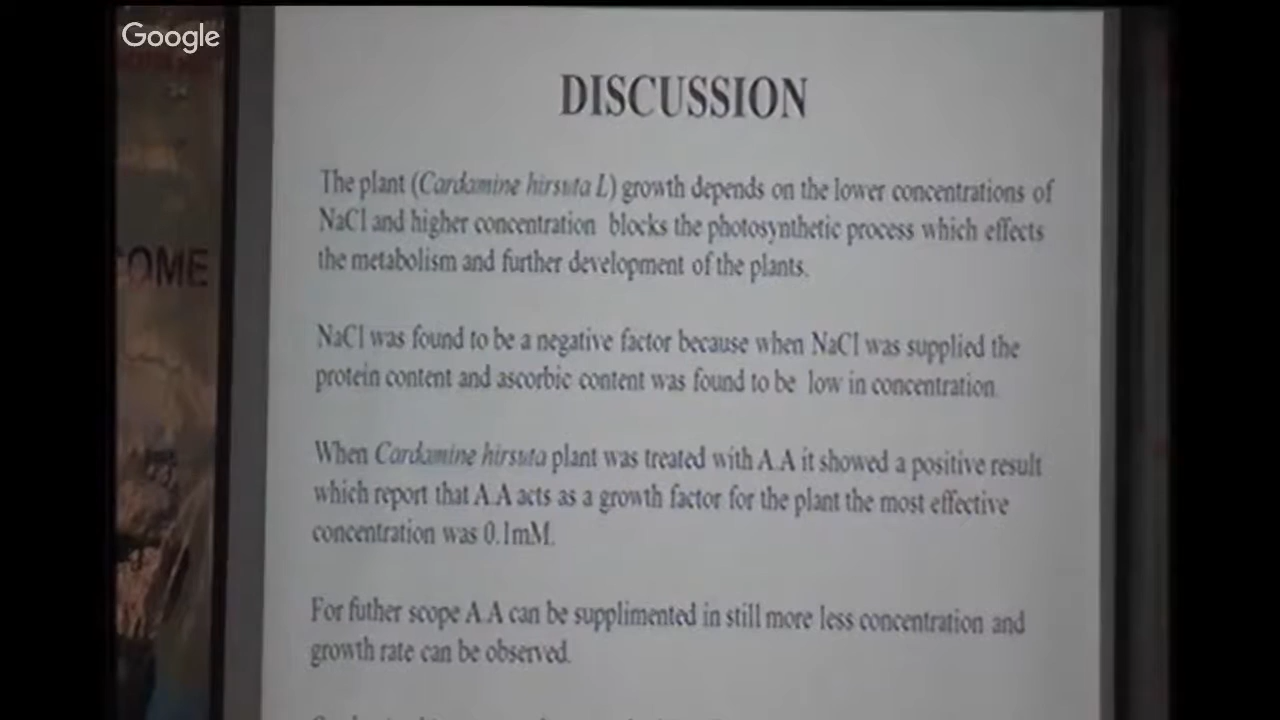 Google
DISCUSSION
The plant (Cardamine hirsuta L) growth depends on the lower concentrations of
NaCl and higher concentration blocks the photosynthetic process which effects
the metabolism and further development of the plants.
NaCl was found to be a negative factor because when NaCl was supplied the
protein content and ascorbic content was found to be low in concentration.
When Cardamine hirsuta plant was treated with A.A it showed a positive result
which report that A.A acts as a growth factor for the plant the most effective
concentration was 0.1mM.
For futher scope A.A can be supplimented in still more less concentration and
growth rate can be observed.
OME